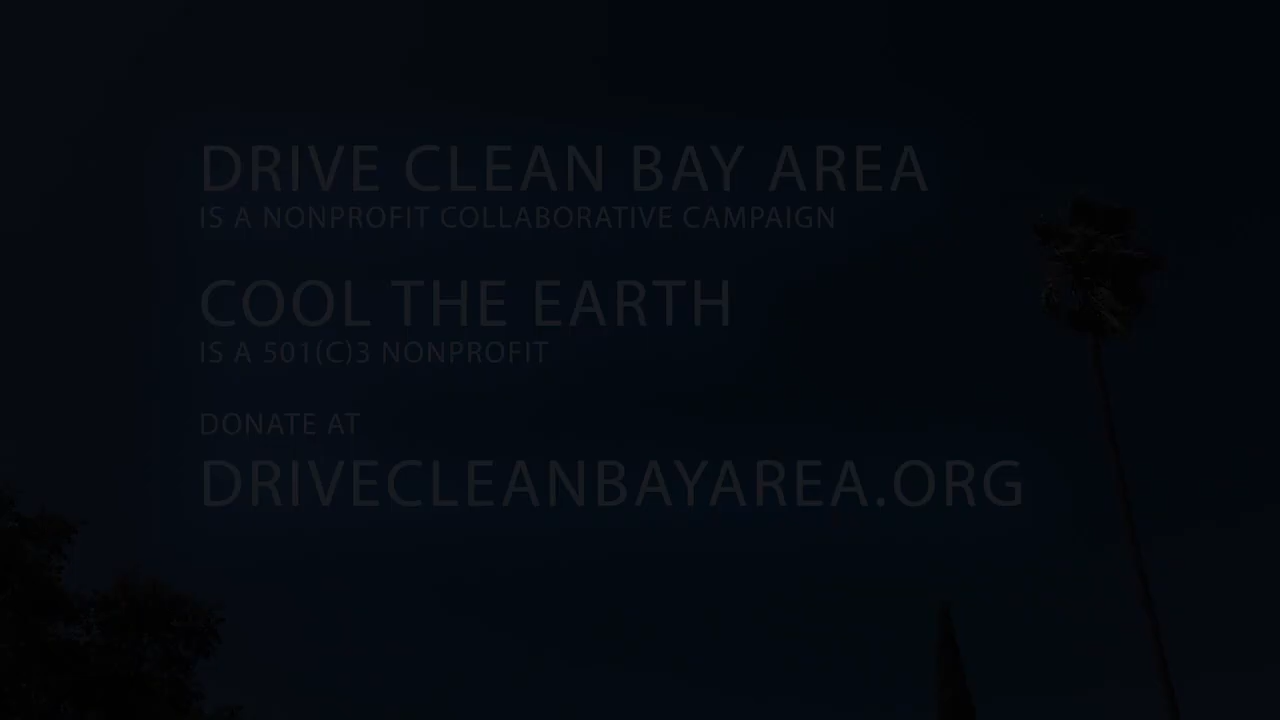 DRIVE CLEAN BAY AREA
IS A NONPROFIT COLLABORATIVE CAMPAIGN
COOL THE EARTH
IS A 501(C)3 NONPROFIT
DONATE AT
DRIVECLEANBAYAREA.ORG